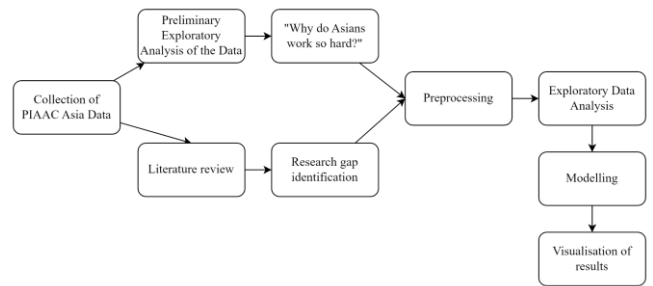 Preliminary
Exploratory
Analysis of the Data
"Why do Asians
work so hard?"
Collection of
PIAAC Asia Data
Literature review
Research gap
identification
Preprocessing
Exploratory Data
Analysis
Modelling
Visualisation of
results